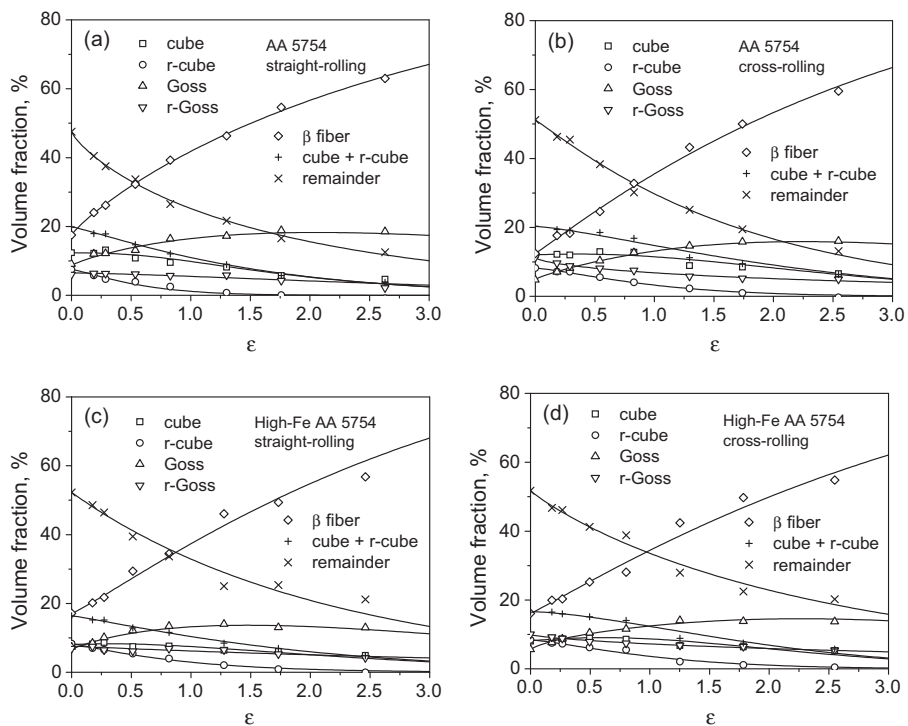 (a)
AA 5754
straight-rolling
cube
r-cube
Goss
r-Goss
β fiber
cube + r-cube
remainder
Volume fraction, %
80
60
40
20
0
0.0 0.5 1.0 1.5 2.0 2.5 3.0
ε
(b)
AA 5754
cross-rolling
cube
r-cube
Goss
r-Goss
β fiber
cube + r-cube
remainder
Volume fraction, %
80
60
40
20
0
0.0 0.5 1.0 1.5 2.0 2.5 3.0
ε
(c)
High-Fe AA 5754
straight-rolling
cube
r-cube
Goss
r-Goss
β fiber
cube + r-cube
remainder
Volume fraction, %
80
60
40
20
0
0.0 0.5 1.0 1.5 2.0 2.5 3.0
ε
(d)
High-Fe AA 5754
cross-rolling
cube
r-cube
Goss
r-Goss
β fiber
cube + r-cube
remainder
Volume fraction, %
80
60
40
20
0
0.0 0.5 1.0 1.5 2.0 2.5 3.0
ε